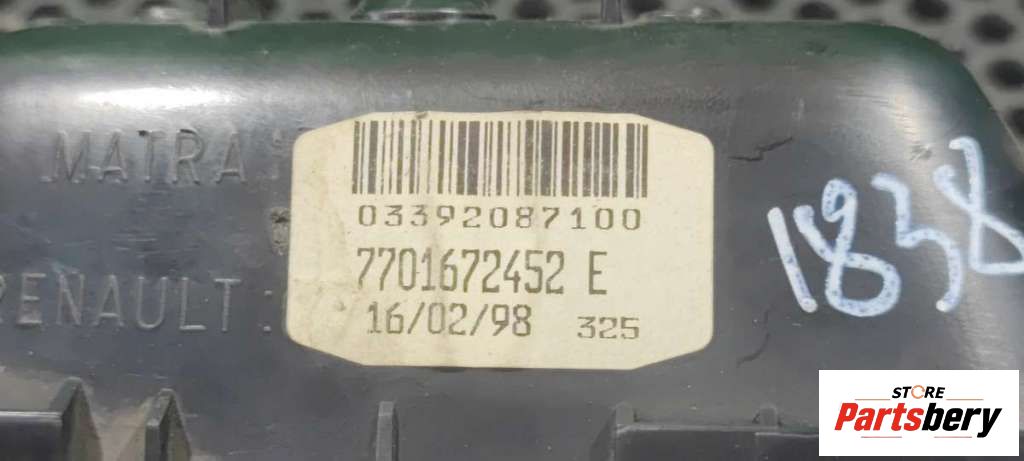 MATRA
03392087100
7701672452 E
RENAULT:
16/02/98 325
1838
STORE
Partsbery